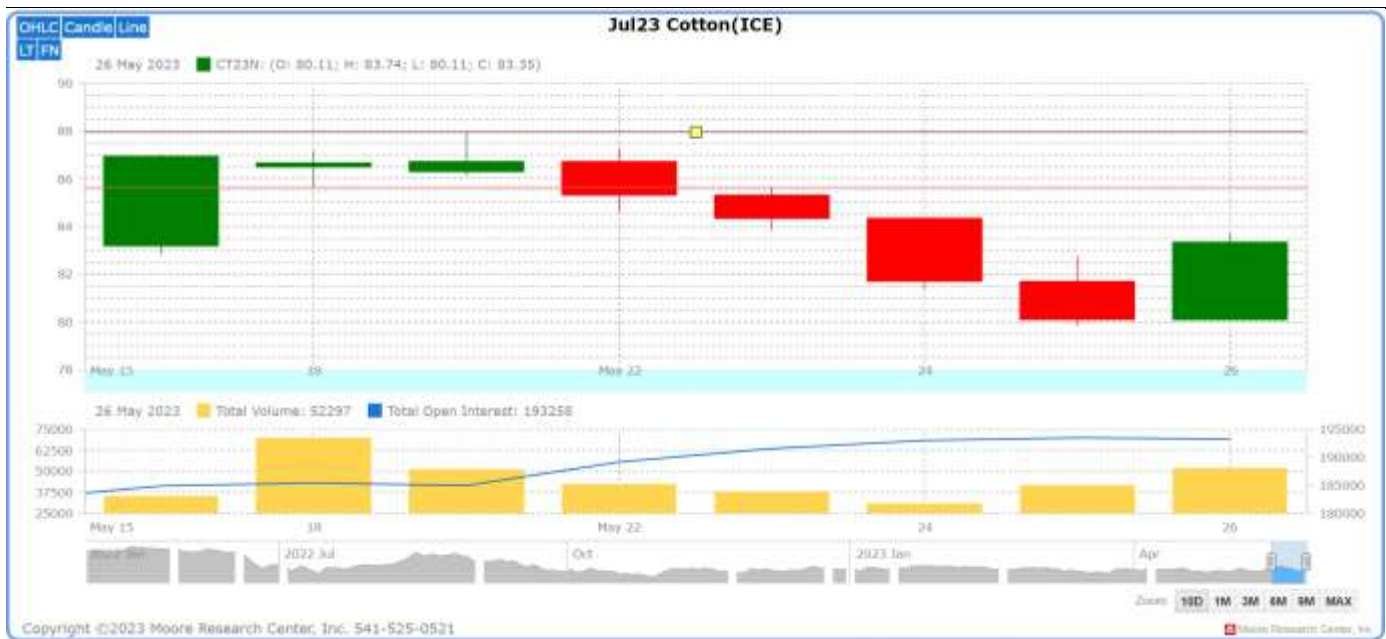 Jul23 Cotton(ICE)
OHLC Candle Line
LT FN
26 May 2023 CT23N: (O: 80.11; H: 83.74; L: 80.11; C: 83.35)
90
88
86
84
82
80
78
May 15 18 May 22 24 26
26 May 2023 Total Volume: 52297 Total Open Interest: 193258
75000 195000
62500 190000
50000
37500 185000
25000 180000
May 15 18 May 22 24 26
2022 Jul Oct 2023 Jan Apr
Zoom 10D 1M 3M 6M 9M MAX
Copyright ©2023 Moore Research Center, Inc. 541-525-0521
Moore Research Center, Inc.